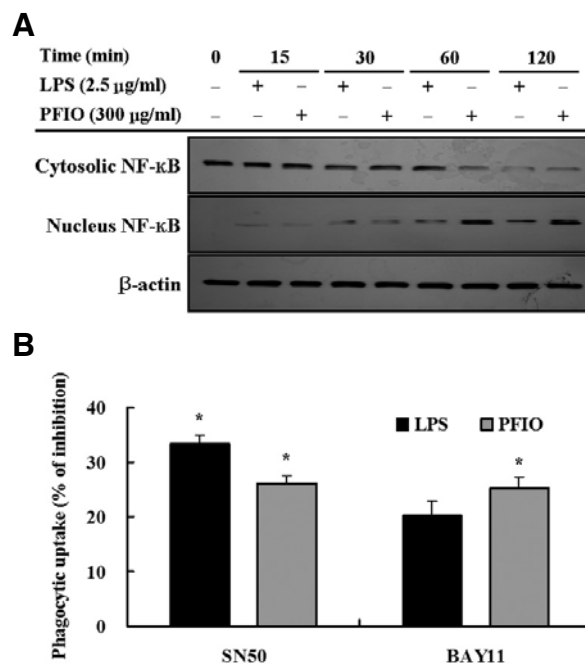 A
Time (min) 0 15 30 60 120
LPS (2.5 μg/ml) – + – + – + – + –
PFIO (300 μg/ml) – – + – + – + – +
Cytosolic NF-κB
Nucleus NF-κB
β-actin
B
Phagocytic uptake (% of inhibition)
40
30
20
10
0
* * *
LPS PFIO
SN50 BAY11